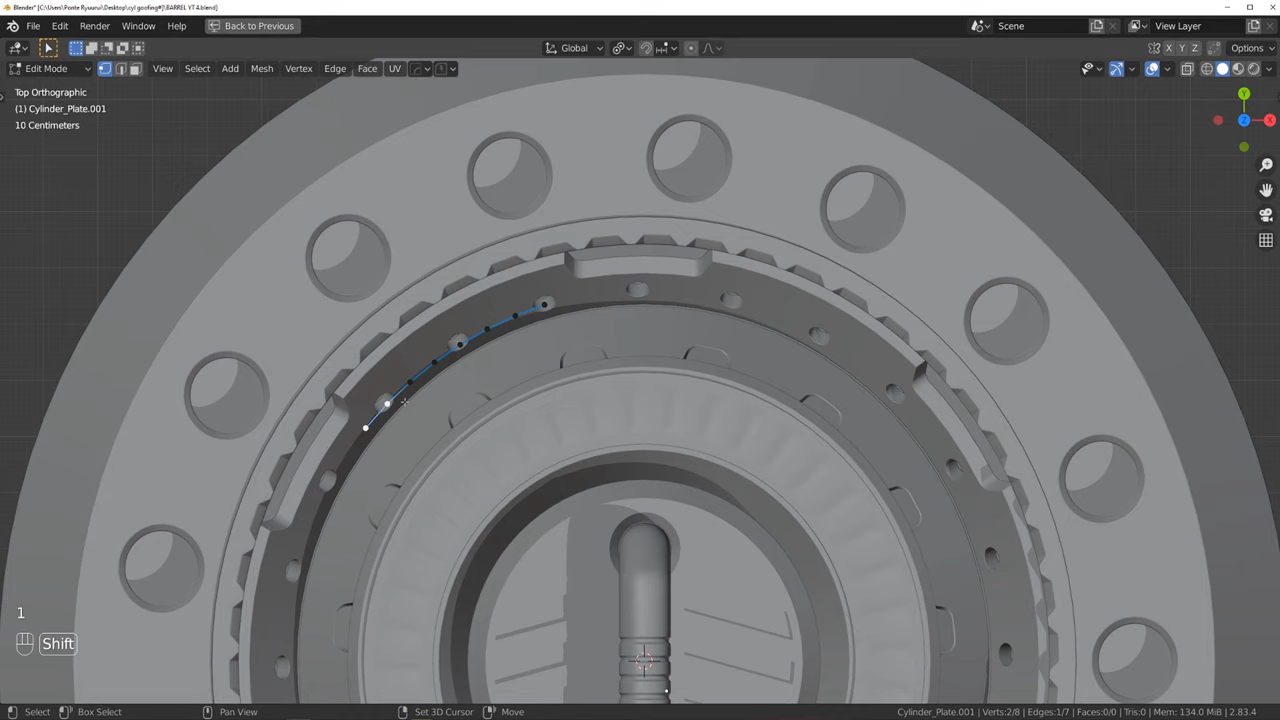 Blender* [C:\Users\Ponte Ryuurui\Desktop\cyl goofing#]\BARREL YT 4.blend]
File Edit Render Window Help Back to Previous Scene View Layer
Global X Y Z Options
Edit Mode View Select Add Mesh Vertex Edge Face UV
Top Orthographic
(1) Cylinder_Plate.001
10 Centimeters
Y
Z X
1
Shift
Select Box Select Pan View Set 3D Cursor Move Cylinder_Plate.001 | Verts:2/8 | Edges:1/7 | Faces:0/0 | Tris:0 | Mem: 134.0 MiB | 2.83.4